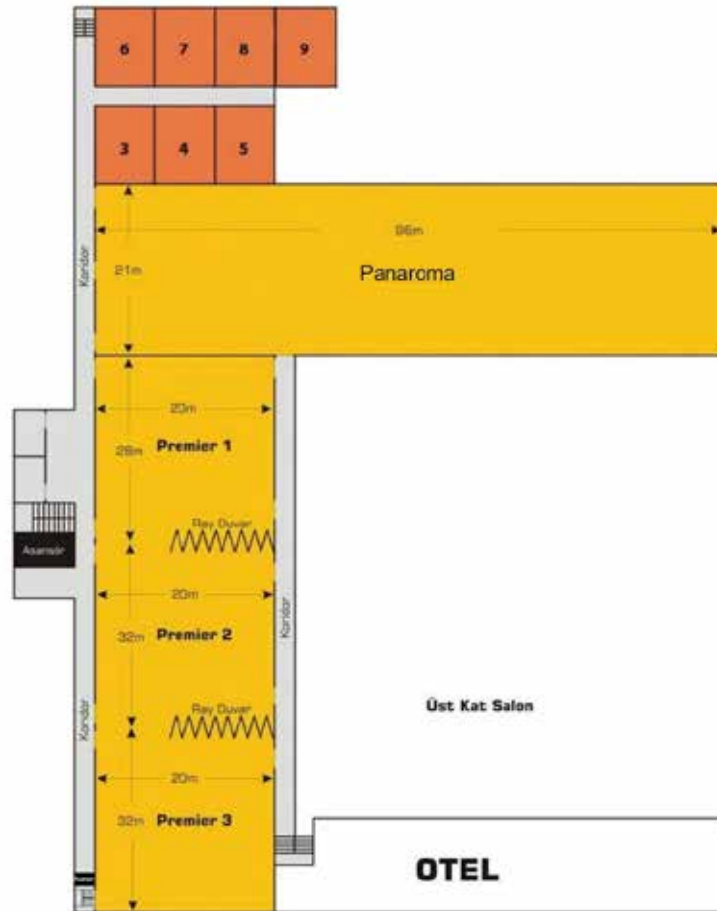 6 7 8 9
3 4 5
96m
21m
Panaroma
Koridor
20m
28m
Premier 1
Ray Duvar
Asansör
20m
32m
Premier 2
Koridor
Üst Kat Salon
Koridor
Ray Duvar
20m
32m
Premier 3
OTEL